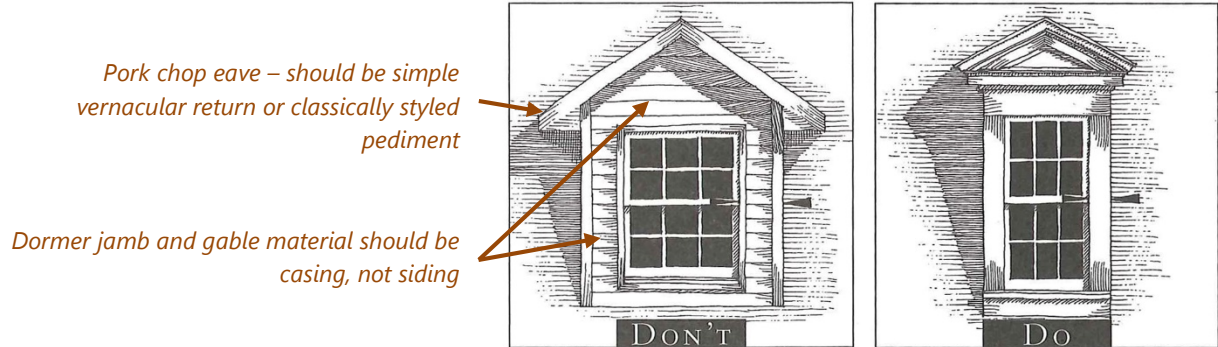 Pork chop eave – should be simple
vernacular return or classically styled
pediment
Dormer jamb and gable material should be
casing, not siding
DON'T
DO